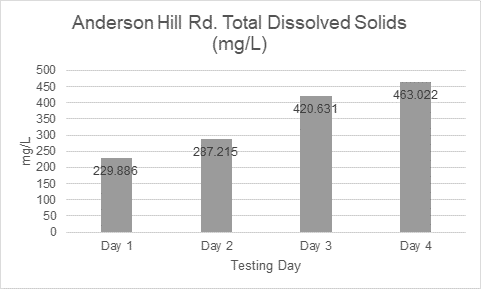 Anderson Hill Rd. Total Dissolved Solids
(mg/L)
500
450
400
350
300
250
200
150
100
50
0
mg/L
229.886
287.215
420.631
463.022
Day 1
Day 2
Day 3
Day 4
Testing Day